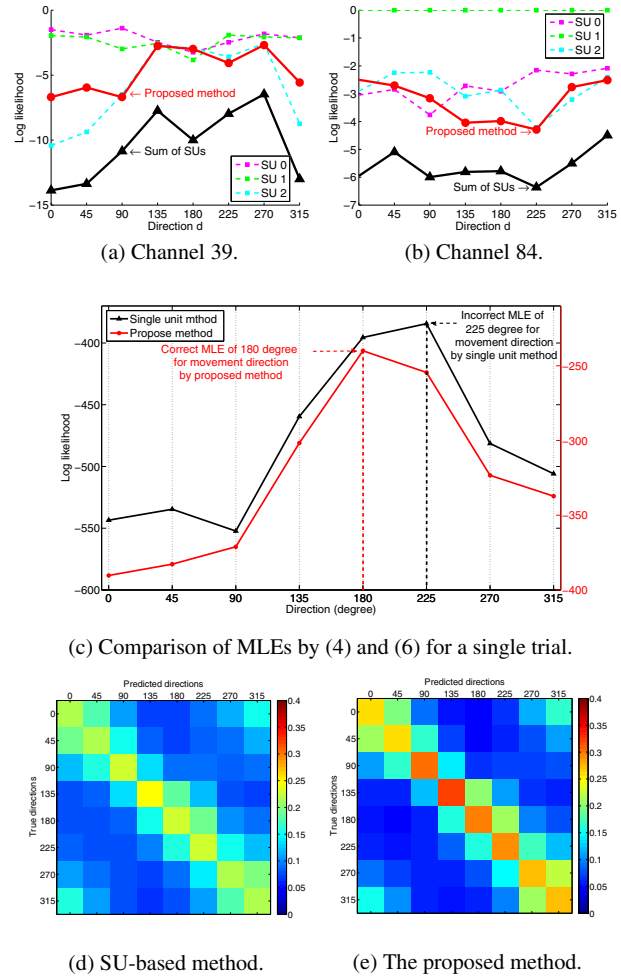 0
−5
−10
−15
Log likelihood
0 45 90 135 180 225 270 315
Direction d
←Proposed method
←Sum of SUs
SU 0
SU 1
SU 2
(a) Channel 39.
0
−1
−2
−3
−4
−5
−6
−7
Log likelihood
0 45 90 135 180 225 270 315
Direction d
SU 0
SU 1
SU 2
Proposed method
Sum of SUs→
(b) Channel 84.
Single unit mthod
Propose method
Correct MLE of 180 degree
for movement direction
by proposed method
Incorrect MLE of
225 degree for
movement direction
by single unit method
−400
−450
−500
−550
−600
Log likelihood
−250
−300
−350
−400
0 45 90 135 180 225 270 315
Direction (degree)
(c) Comparison of MLEs by (4) and (6) for a single trial.
Predicted directions
0 45 90 135 180 225 270 315
True directions
0
45
90
135
180
225
270
315
0.4
0.35
0.3
0.25
0.2
0.15
0.1
0.05
0
(d) SU-based method.
Predicted directions
0 45 90 135 180 225 270 315
True directions
0
45
90
135
180
225
270
315
0.4
0.35
0.3
0.25
0.2
0.15
0.1
0.05
0
(e) The proposed method.